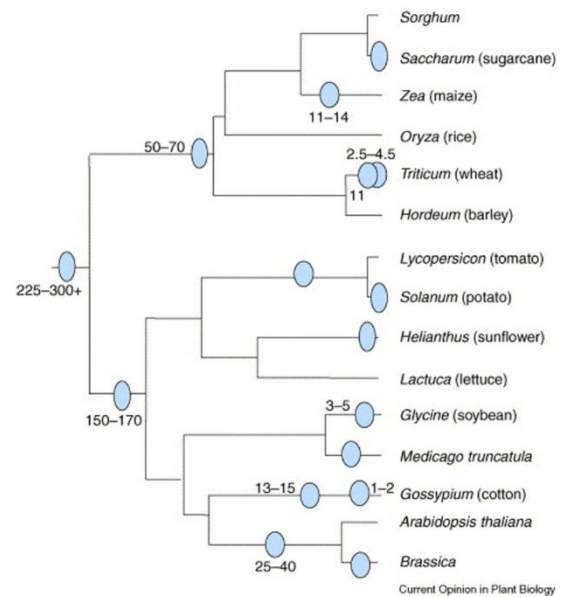 Sorghum
Saccharum (sugarcane)
Zea (maize)
11–14
Oryza (rice)
50–70
2.5–4.5
Triticum (wheat)
11
Hordeum (barley)
Lycopersicon (tomato)
225–300+
Solanum (potato)
Helianthus (sunflower)
Lactuca (lettuce)
3–5
Glycine (soybean)
150–170
Medicago truncatula
13–15
1–2
Gossypium (cotton)
Arabidopsis thaliana
25–40
Brassica
Current Opinion in Plant Biology